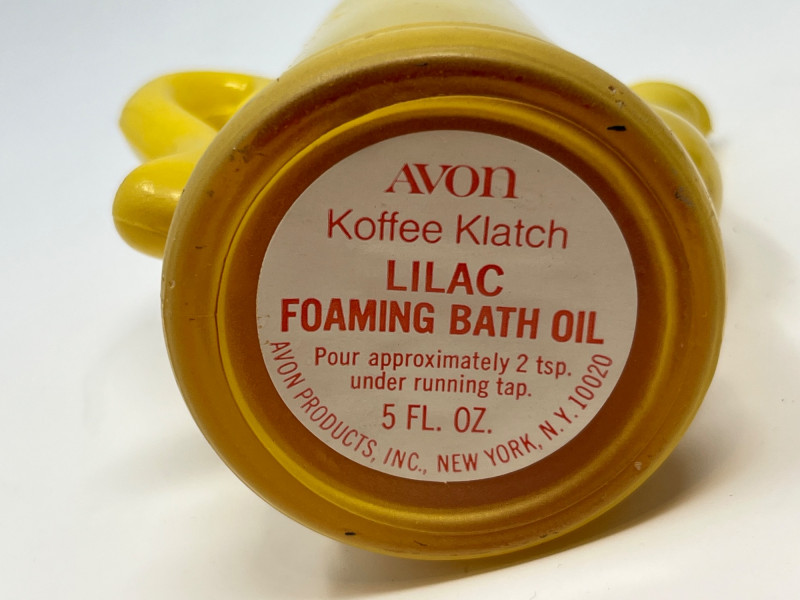 AVON
Koffee Klatch
LILAC
FOAMING BATH OIL
Pour approximately 2 tsp.
under running tap.
5 FL. OZ.
AVON PRODUCTS, INC., NEW YORK, N.Y. 10020